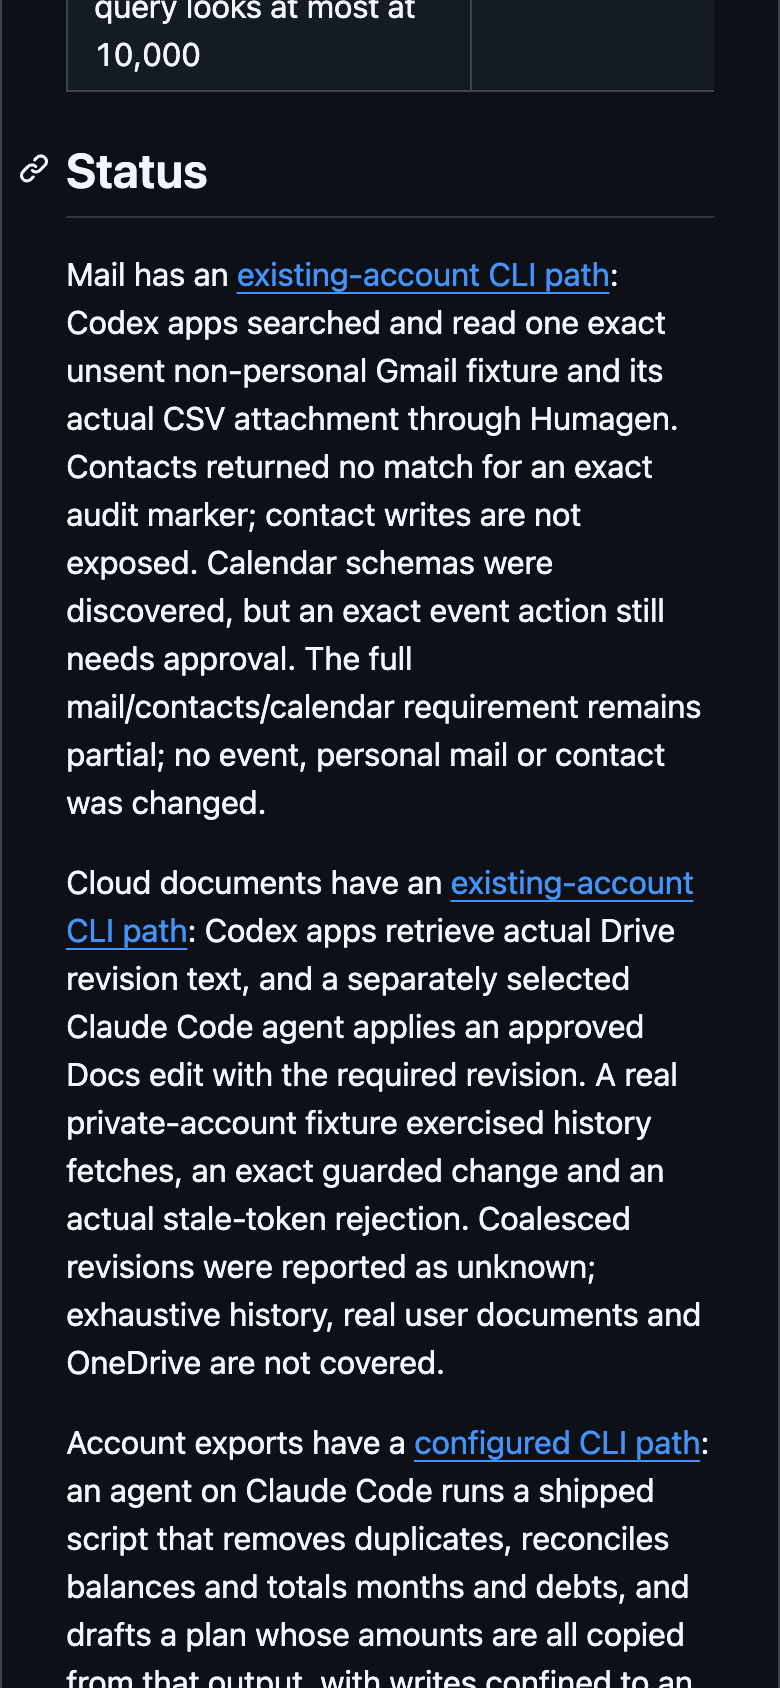 query looks at most at
10,000
Status
Mail has an existing-account CLI path:
Codex apps searched and read one exact
unsent non-personal Gmail fixture and its
actual CSV attachment through Humagen.
Contacts returned no match for an exact
audit marker; contact writes are not
exposed. Calendar schemas were
discovered, but an exact event action still
needs approval. The full
mail/contacts/calendar requirement remains
partial; no event, personal mail or contact
was changed.
Cloud documents have an existing-account
CLI path: Codex apps retrieve actual Drive
revision text, and a separately selected
Claude Code agent applies an approved
Docs edit with the required revision. A real
private-account fixture exercised history
fetches, an exact guarded change and an
actual stale-token rejection. Coalesced
revisions were reported as unknown;
exhaustive history, real user documents and
OneDrive are not covered.
Account exports have a configured CLI path:
an agent on Claude Code runs a shipped
script that removes duplicates, reconciles
balances and totals months and debts, and
drafts a plan whose amounts are all copied
from that output, with writes confined to an